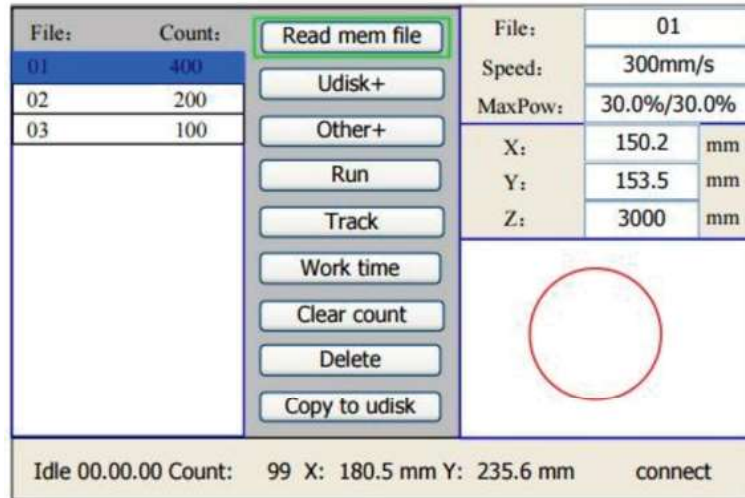 File: Count:
01 400
02 200
03 100
Read mem file
Udisk+
Other+
Run
Track
Work time
Clear count
Delete
Copy to udisk
File: 01
Speed: 300mm/s
MaxPow: 30.0%/30.0%
X: 150.2 mm
Y: 153.5 mm
Z: 3000 mm
Idle 00.00.00 Count: 99 X: 180.5 mm Y: 235.6 mm connect